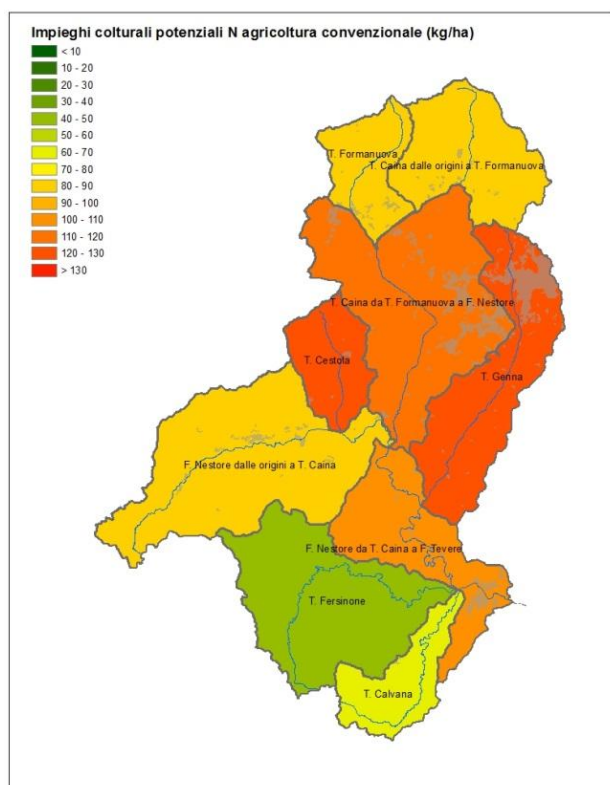 Impieghi colturali potenziali N agricoltura convenzionale (kg/ha)
< 10
10 - 20
20 - 30
30 - 40
40 - 50
50 - 60
60 - 70
70 - 80
80 - 90
90 - 100
100 - 110
110 - 120
120 - 130
> 130
T. Formanuova
T. Caina dalle origini a T. Formanuova
T. Caina da T. Formanuova a F. Nestore
T. Cestola
T. Genna
F. Nestore dalle origini a T. Caina
F. Nestore da T. Caina a F. Tevere
T. Fersinone
T. Calvana